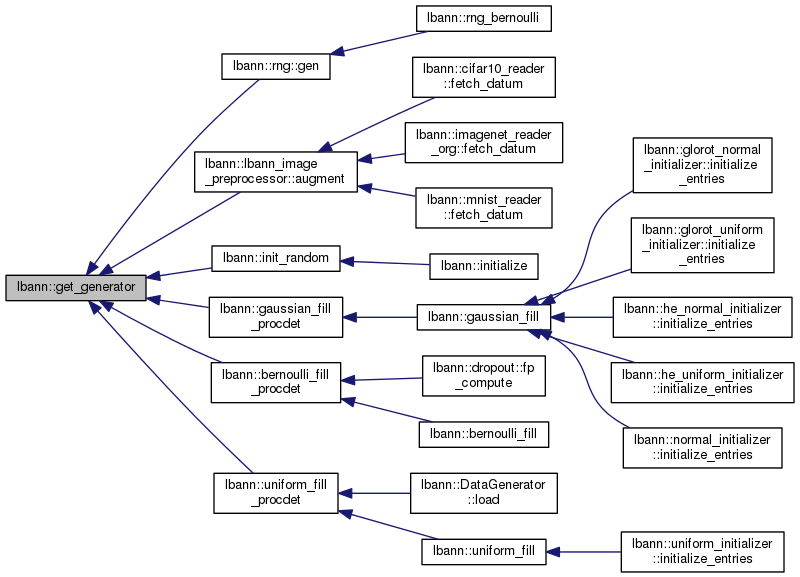 lbann::rng_bernoulli
lbann::rng::gen
lbann::cifar10_reader
::fetch_datum
lbann::imagenet_reader
_org::fetch_datum
lbann::lbann_image
_preprocessor::augment
lbann::mnist_reader
::fetch_datum
lbann::glorot_normal
_initializer::initialize
_entries
lbann::glorot_uniform
_initializer::initialize
_entries
lbann::init_random
lbann::initialize
lbann::get_generator
lbann::gaussian_fill
_procdet
lbann::gaussian_fill
lbann::he_normal_initializer
::initialize_entries
lbann::bernoulli_fill
_procdet
lbann::dropout::fp
_compute
lbann::he_uniform_initializer
::initialize_entries
lbann::bernoulli_fill
lbann::normal_initializer
::initialize_entries
lbann::uniform_fill
_procdet
lbann::DataGenerator
::load
lbann::uniform_fill
lbann::uniform_initializer
::initialize_entries